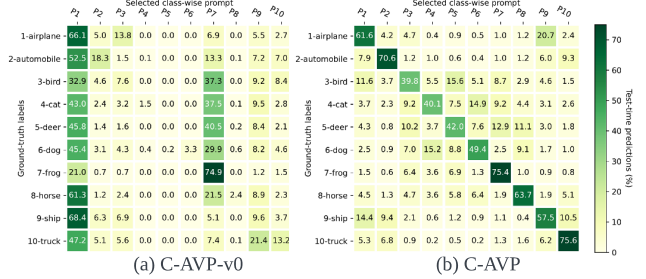 Selected class-wise prompt Selected class-wise prompt
P1 P2 P3 P4 P5 P6 P7 P8 P9 P10 P1 P2 P3 P4 P5 P6 P7 P8 P9 P10
1-airplane 66.1 5.0 13.8 0.0 0.0 0.0 6.9 0.0 5.5 2.7 1-airplane 61.6 4.2 4.7 4.0 0.9 0.5 1.0 1.2 20.7 2.4 70
2-automobile 52.5 18.3 1.5 0.1 0.0 0.0 13.3 0.1 7.2 7.0 2-automobile 7.9 70.6 1.2 1.0 0.4 0.6 1.4 1.2 6.0 9.3 60
3-bird 32.9 4.6 7.6 0.0 0.0 0.0 37.3 0.0 9.2 8.4 3-bird 11.6 3.7 39.8 5.5 15.6 5.1 8.7 2.9 4.6 1.5
4-cat 43.0 2.4 3.2 1.5 0.0 0.0 37.5 0.0 9.5 2.8 4-cat 3.7 2.3 9.2 40.1 7.5 14.9 9.2 4.4 3.1 2.6 50
5-deer 45.8 1.4 1.6 0.0 0.0 0.0 40.5 0.2 8.4 2.1 5-deer 4.3 0.8 10.2 3.7 42.0 7.6 12.9 11.1 3.0 1.8 40
6-dog 45.4 3.1 4.3 0.4 0.2 3.3 29.9 0.6 8.2 4.6 6-dog 2.5 0.9 7.0 15.2 8.8 49.4 2.5 9.1 1.7 1.0
7-frog 21.0 0.7 0.7 0.0 0.0 0.0 74.9 0.0 1.2 1.5 7-frog 1.5 0.6 6.4 3.6 6.9 1.3 75.4 0.9 0.9 0.8 30
8-horse 61.3 1.2 2.4 0.0 0.0 0.0 21.5 2.4 8.9 2.3 8-horse 4.5 1.3 4.7 3.6 5.8 6.4 1.2 63.7 1.9 5.1 20
9-ship 68.4 6.3 6.9 0.0 0.0 0.0 5.1 0.0 9.6 3.7 9-ship 14.4 9.4 2.1 0.6 1.2 0.9 1.1 0.4 57.5 10.5 10
10-truck 47.2 5.1 5.6 0.0 0.0 0.0 7.4 0.1 21.4 13.2 10-truck 5.3 6.8 0.9 0.4 0.2 0.9 1.3 1.6 6.2 75.6 0
Ground-truth labels
Ground-truth labels
Test-time predictions (%)
(a) C-AVP-v0 (b) C-AVP